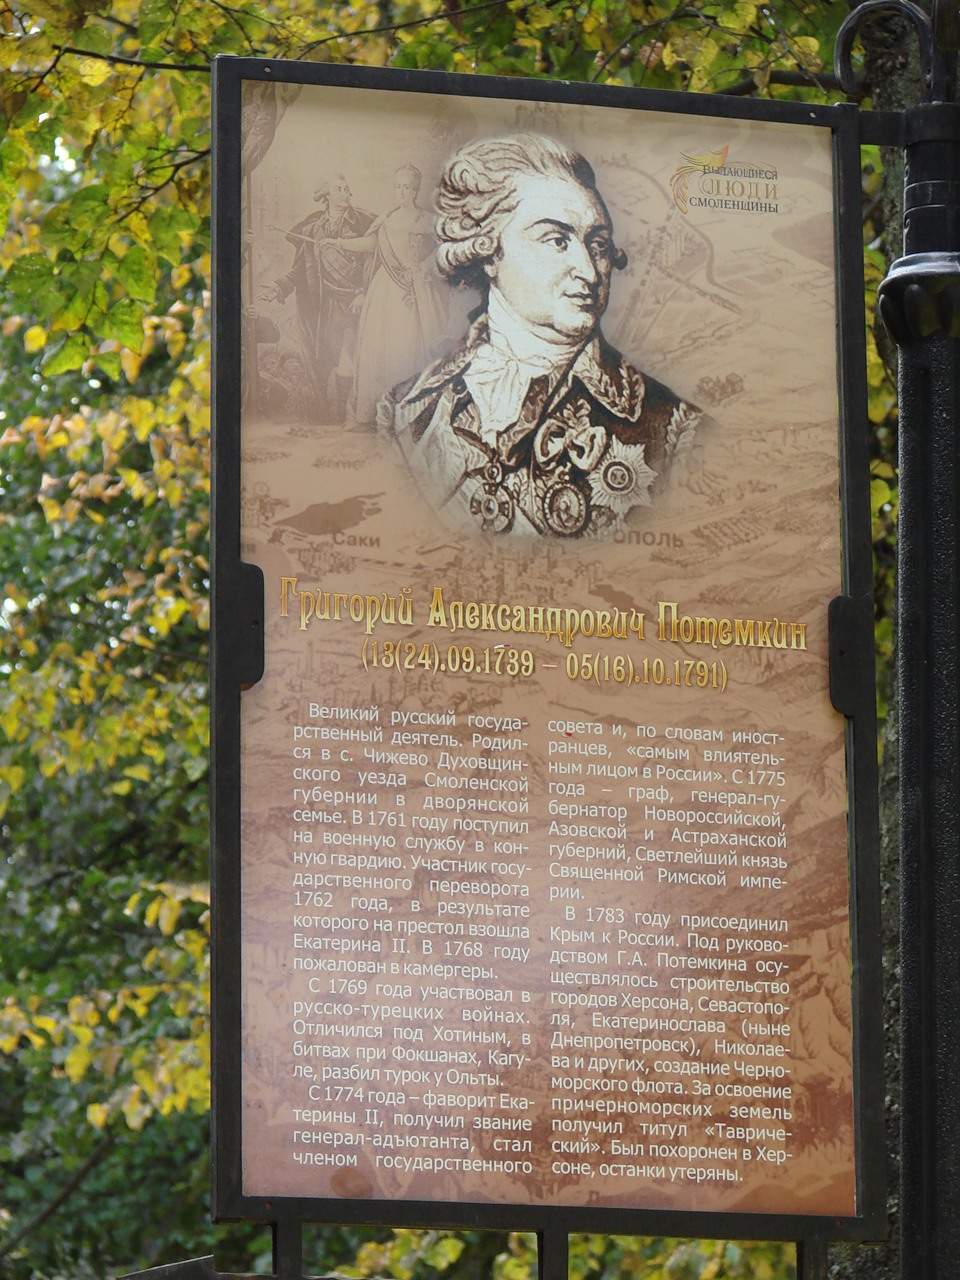 ВЫДАЮЩИЕСЯ
ЛЮДИ
СМОЛЕНЩИНЫ
Саки
Григорий Александрович Потемкин
(13(24).09.1739 – 05(16).10.1791)
Великий русский госуда-
рственный деятель. Родил-
ся в с. Чижево Духовщин-
ского уезда Смоленской
губернии в дворянской
семье. В 1761 году поступил
на военную службу в кон-
ную гвардию. Участник госу-
дарственного переворота
1762 года, в результате
которого на престол взошла
Екатерина II. В 1768 году
пожалован в камергеры.
С 1769 года участвовал в
русско-турецких войнах.
Отличился под Хотиным, в
битвах при Фокшанах, Кагу-
ле, разбил турок у Ольты.
С 1774 года – фаворит Ека-
терины II, получил звание
генерал-адъютанта, стал
членом государственного
совета и, по словам иност-
ранцев, «самым влиятель-
ным лицом в России». С 1775
года – граф, генерал-гу-
бернатор Новороссийской,
Азовской и Астраханской
губерний, Светлейший князь
Священной Римской импе-
рии.
В 1783 году присоединил
Крым к России. Под руково-
дством Г.А. Потемкина осу-
ществлялось строительство
городов Херсона, Севастопо-
ля, Екатеринослава (ныне
Днепропетровск), Николае-
ва и других, создание Черно-
морского флота. За освоение
причерноморских земель
получил титул «Тавриче-
ский». Был похоронен в Хер-
соне, останки утеряны.